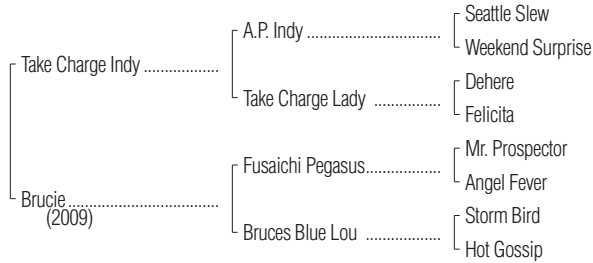 Seattle Slew
A.P. Indy ........................
Weekend Surprise
Take Charge Indy ..................
Dehere
Take Charge Lady ................
Felicita
Mr. Prospector
Fusaichi Pegasus..................
Angel Fever
Brucie.....................................
(2009)
Storm Bird
Bruces Blue Lou ..................
Hot Gossip